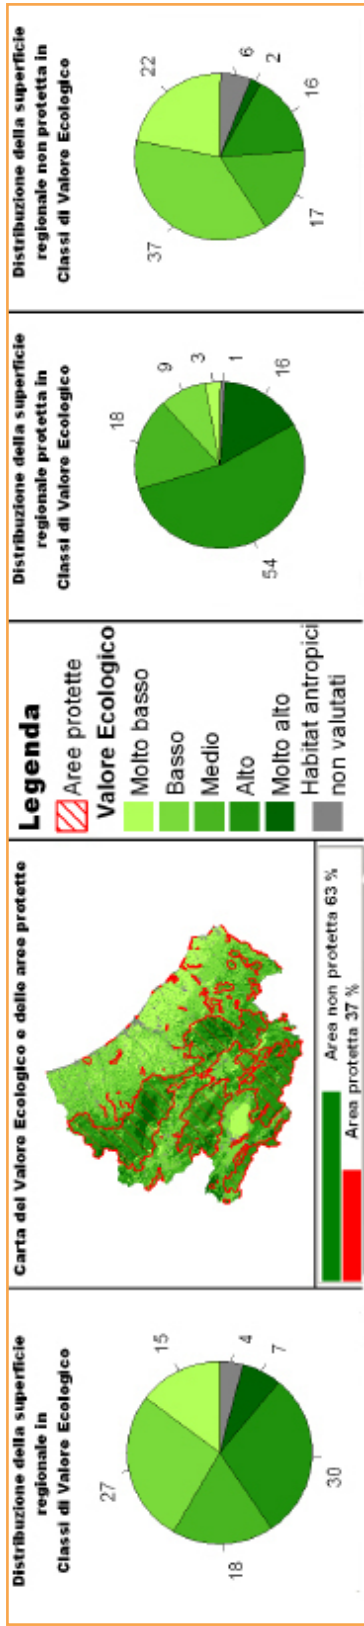 Distribuzione della superficie
regionale in
Classi di Valore Ecologico
15
27
18
30
7
4
Carta del Valore Ecologico e delle aree protette
Area non protetta 63 %
Area protetta 37 %
Legenda
Aree protette
Valore Ecologico
Molto basso
Basso
Medio
Alto
Molto alto
Habitat antropici
non valutati
Distribuzione della superficie
regionale protetta in
Classi di Valore Ecologico
3
9
18
54
16
1
Distribuzione della superficie
regionale non protetta in
Classi di Valore Ecologico
22
37
17
16
2
6